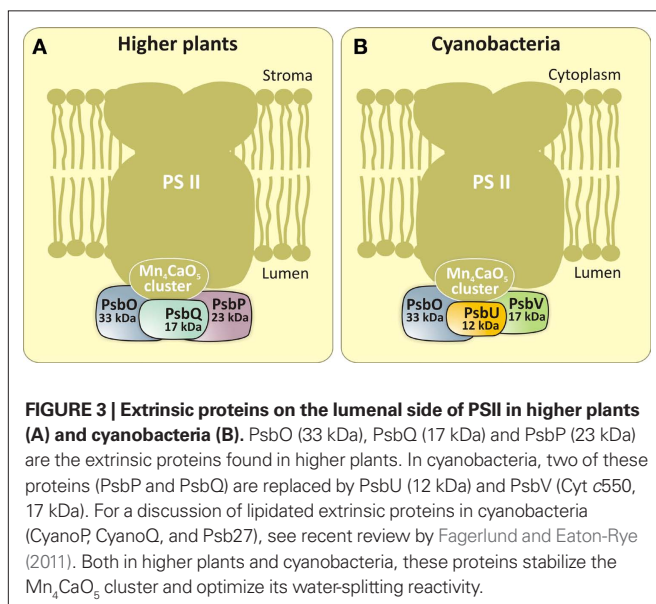 A
Higher plants
Stroma
PS II
Mn₄CaO₅
cluster
Lumen
PsbO
33 kDa
PsbQ
17 kDa
PsbP
23 kDa
B
Cyanobacteria
Cytoplasm
PS II
Mn₄CaO₅
cluster
Lumen
PsbO
33 kDa
PsbU
12 kDa
PsbV
17 kDa
FIGURE 3 | Extrinsic proteins on the lumenal side of PSII in higher plants
(A) and cyanobacteria (B). PsbO (33 kDa), PsbQ (17 kDa) and PsbP (23 kDa)
are the extrinsic proteins found in higher plants. In cyanobacteria, two of these
proteins (PsbP and PsbQ) are replaced by PsbU (12 kDa) and PsbV (Cyt c550,
17 kDa). For a discussion of lipidated extrinsic proteins in cyanobacteria
(CyanoP, CyanoQ, and Psb27), see recent review by Fagerlund and Eaton-Rye
(2011). Both in higher plants and cyanobacteria, these proteins stabilize the
Mn₄CaO₅ cluster and optimize its water-splitting reactivity.